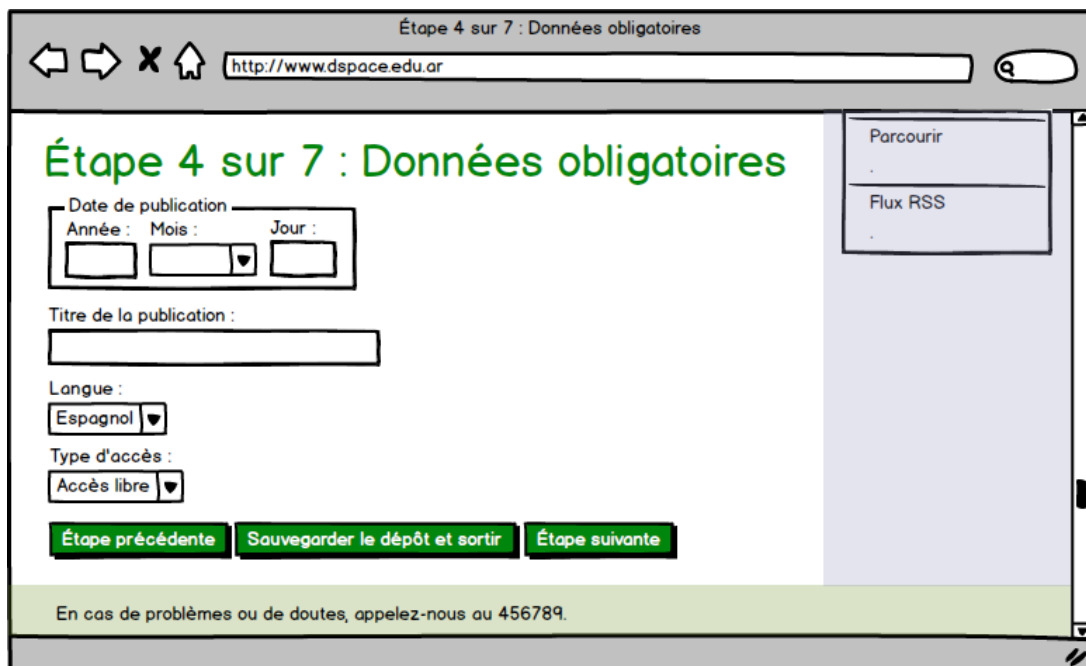 Étape 4 sur 7 : Données obligatoires
http://www.dspace.edu.ar
Étape 4 sur 7 : Données obligatoires
Date de publication
Année : Mois : Jour :
Titre de la publication :
Langue :
Espagnol
Type d'accès :
Accès libre
Étape précédente Sauvegarder le dépôt et sortir Étape suivante
Parcourir
.
Flux RSS
.
En cas de problèmes ou de doutes, appelez-nous au 456789.